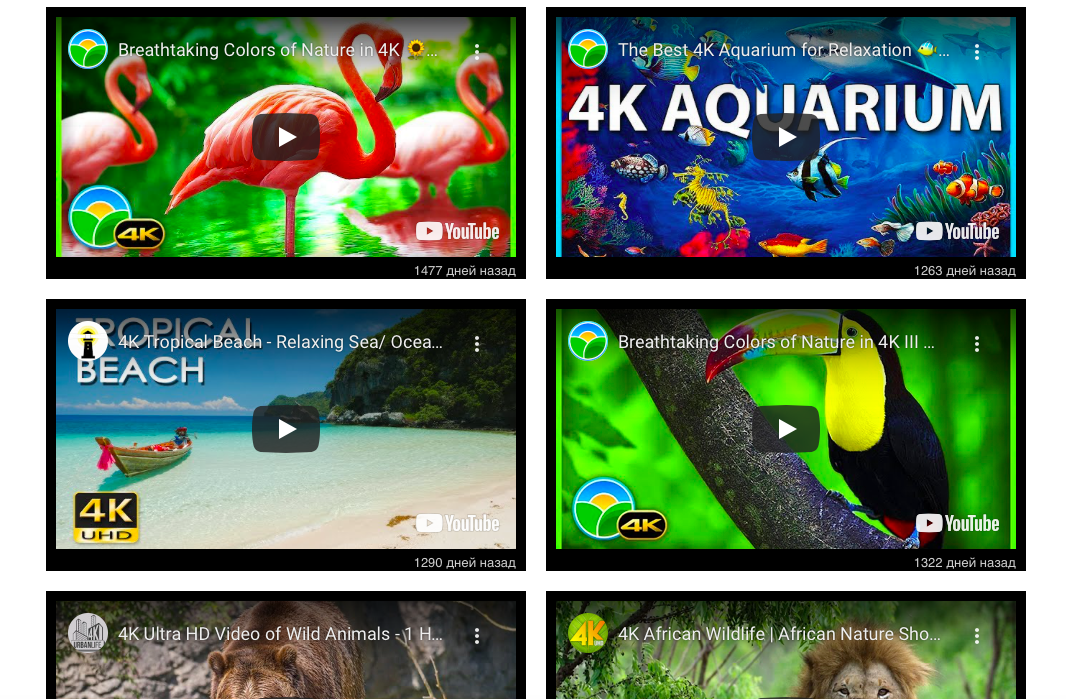 Breathtaking Colors of Nature in 4K 🌻…
4K
YouTube
1477 дней назад
The Best 4K Aquarium for Relaxation 🐠…
4K AQUARIUM
YouTube
1263 дней назад
TROPICAL
4K Tropical Beach - Relaxing Sea/ Ocea…
BEACH
4K
UHD
YouTube
1290 дней назад
Breathtaking Colors of Nature in 4K III …
4K
YouTube
1322 дней назад
4K Ultra HD Video of Wild Animals - 1 H…
URBANLIFE
4K African Wildlife | African Nature Sho…
4K